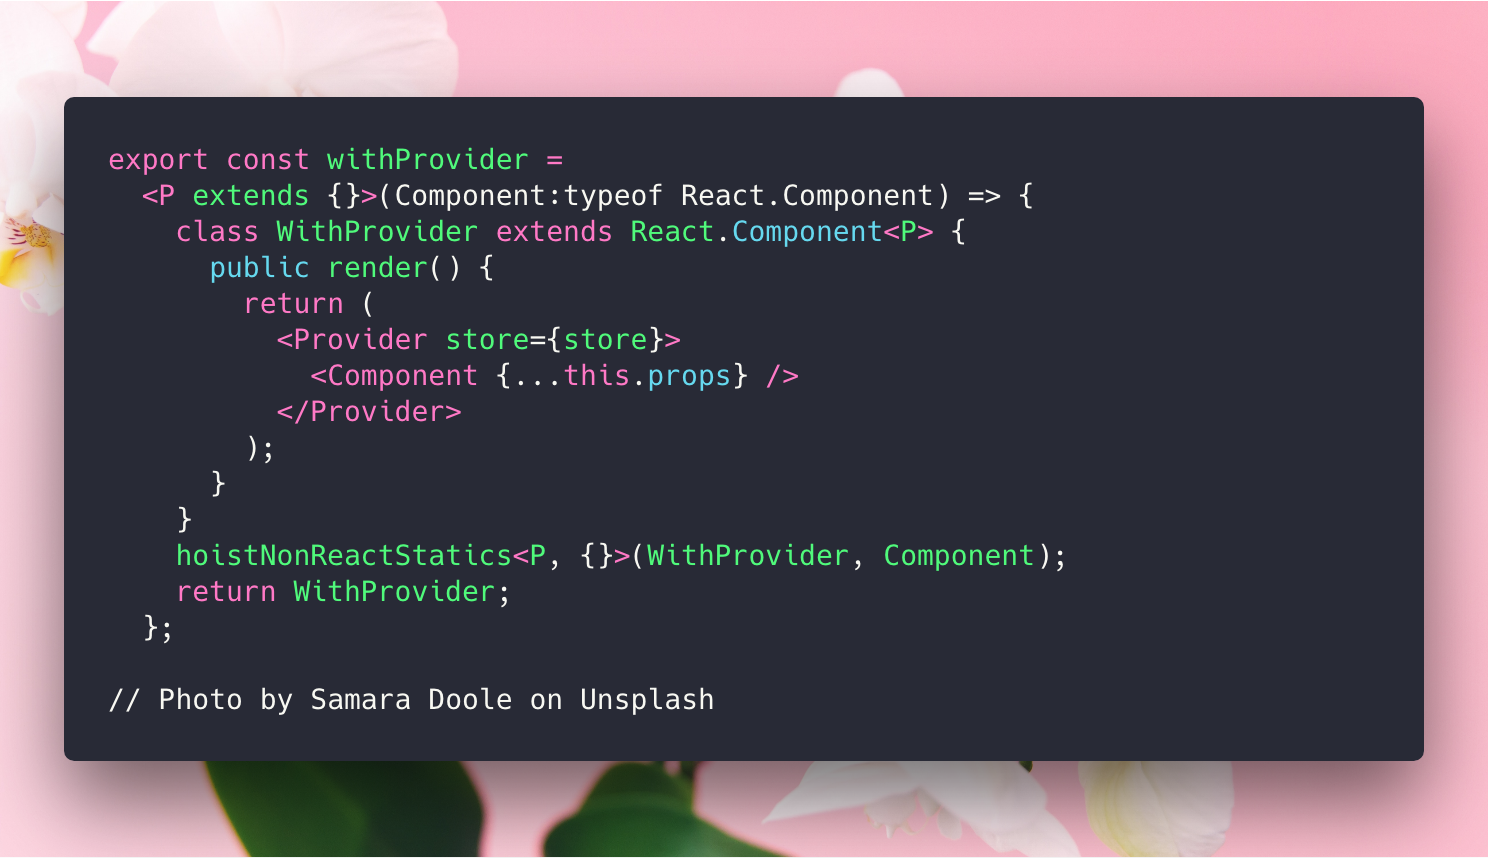 export const withProvider =
  <P extends {}>(Component:typeof React.Component) => {
    class WithProvider extends React.Component<P> {
      public render() {
        return (
          <Provider store={store}>
            <Component {...this.props} />
          </Provider>
        );
      }
    }
    hoistNonReactStatics<P, {}>(WithProvider, Component);
    return WithProvider;
  };

// Photo by Samara Doole on Unsplash